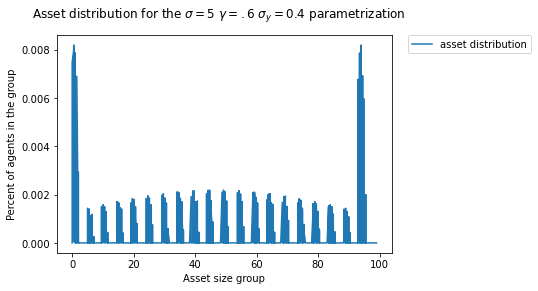 Asset distribution for the σ = 5 γ = .6 σy = 0.4 parametrization
asset distribution
0.008
0.006
0.004
0.002
0.000
Percent of agents in the group
0 20 40 60 80 100
Asset size group